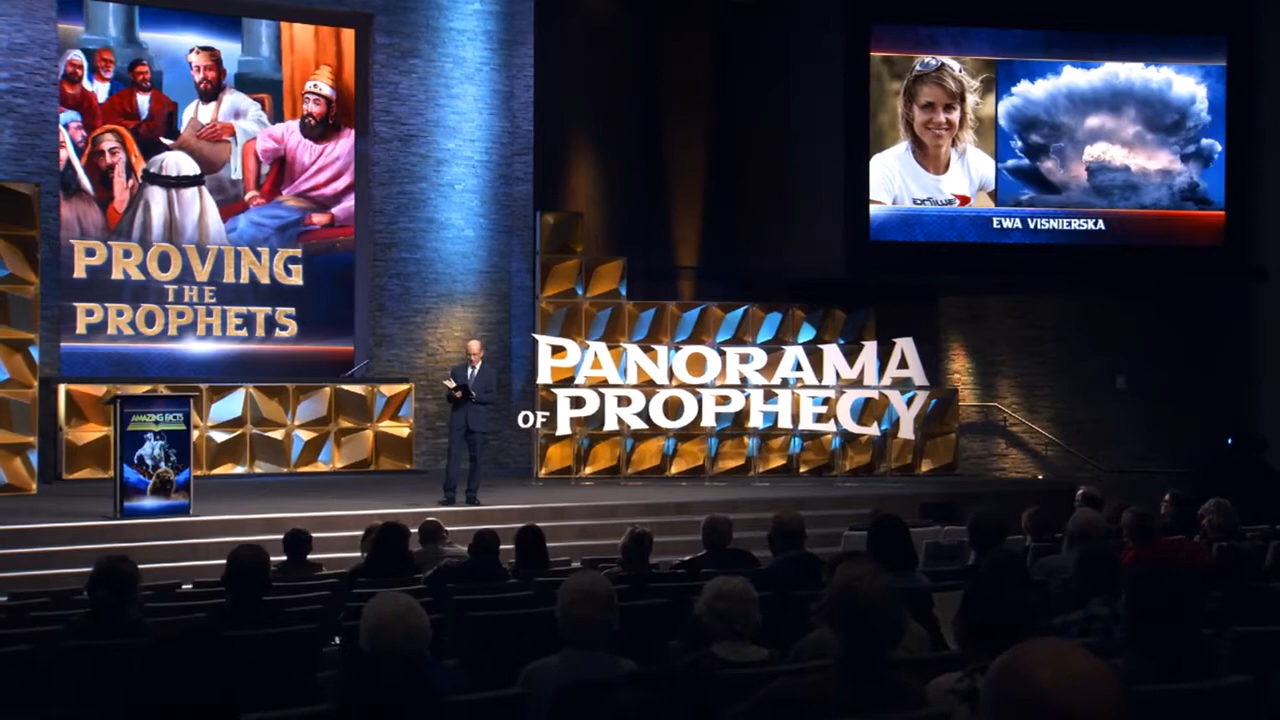 PROVING
THE
PROPHETS
EWA VISNIERSKA
PANORAMA
OF PROPHECY
AMAZING FACTS